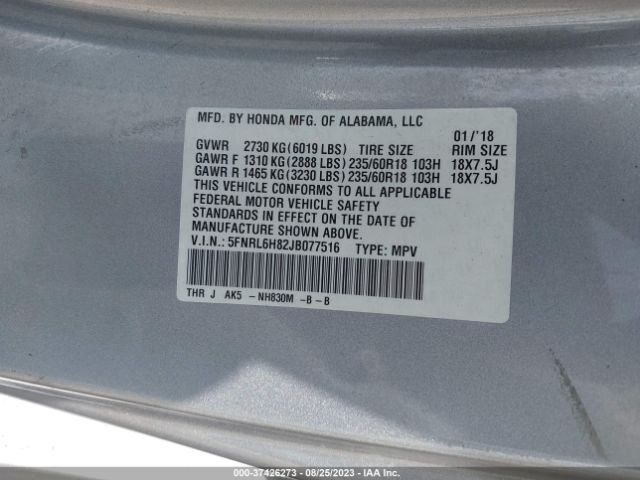 MFD. BY HONDA MFG. OF ALABAMA, LLC
01/'18
GVWR 2730 KG(6019 LBS) TIRE SIZE RIM SIZE
GAWR F 1310 KG(2888 LBS) 235/60R18 103H 18X7.5J
GAWR R 1465 KG(3230 LBS) 235/60R18 103H 18X7.5J
THIS VEHICLE CONFORMS TO ALL APPLICABLE
FEDERAL MOTOR VEHICLE SAFETY
STANDARDS IN EFFECT ON THE DATE OF
MANUFACTURE SHOWN ABOVE.
V.I.N.: 5FNRL6H82JB077516 TYPE: MPV
THR J AK5 - NH830M - B - B
000-37426273 - 08/25/2023 - IAA Inc.